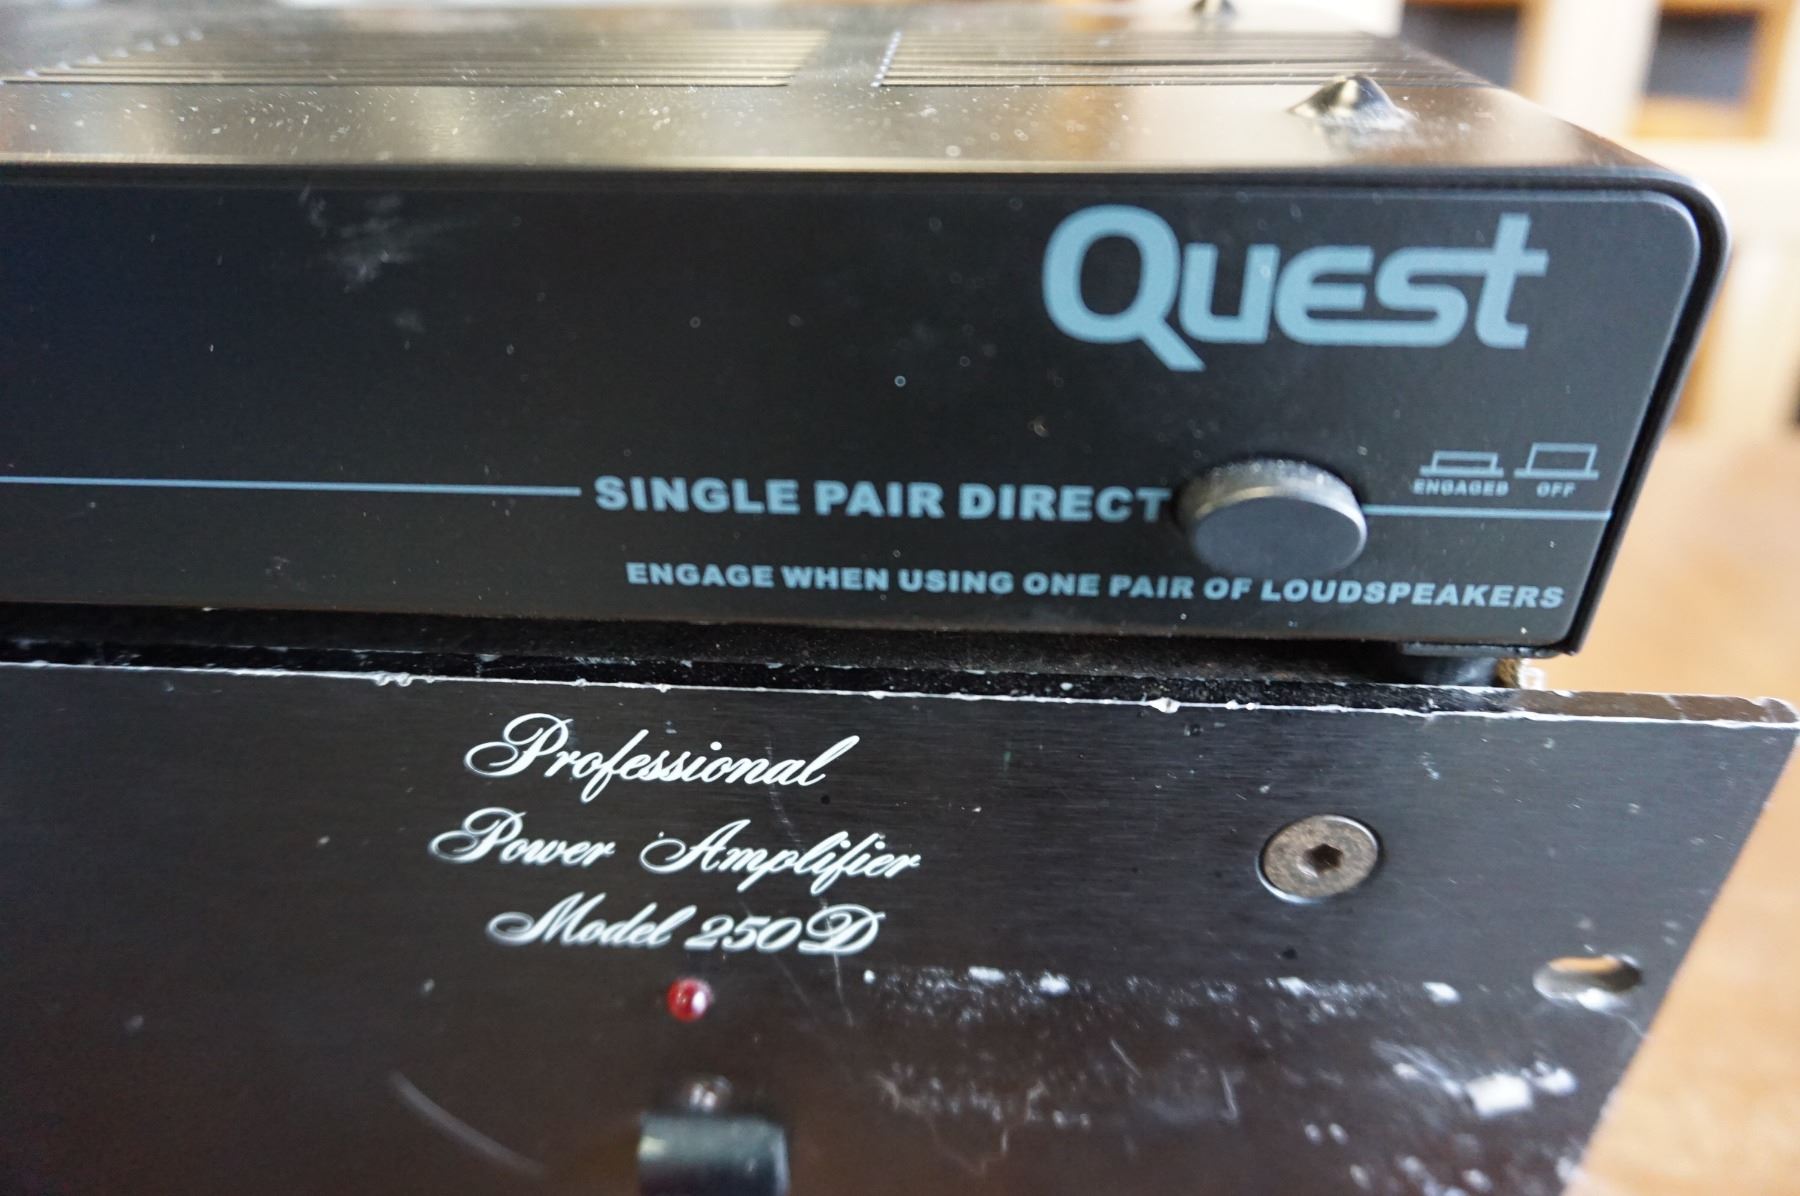 Quest
ENGAGED OFF
SINGLE PAIR DIRECT
ENGAGE WHEN USING ONE PAIR OF LOUDSPEAKERS
Professional
Power Amplifier
Model 250D